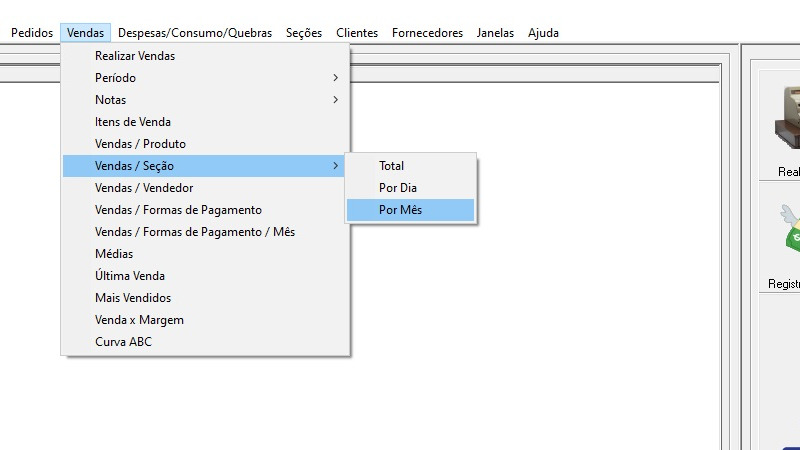 Pedidos Vendas Despesas/Consumo/Quebras Seções Clientes Fornecedores Janelas Ajuda
Realizar Vendas
Período
Notas
Itens de Venda
Vendas / Produto
Vendas / Seção
Vendas / Vendedor
Vendas / Formas de Pagamento
Vendas / Formas de Pagamento / Mês
Médias
Última Venda
Mais Vendidos
Venda x Margem
Curva ABC
Total
Por Dia
Por Mês
Real
Registr